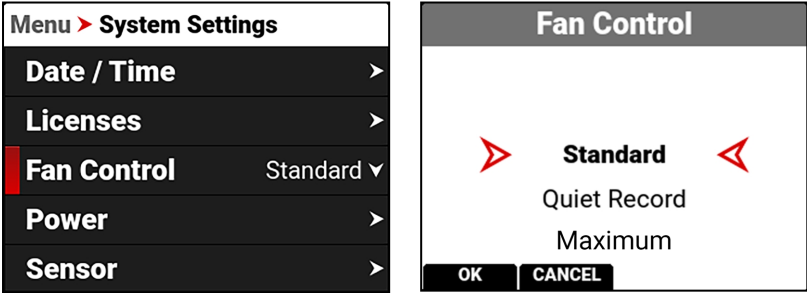 Menu > System Settings
Date / Time
Licenses
Fan Control Standard
Power
Sensor
Fan Control
Standard
Quiet Record
Maximum
OK CANCEL